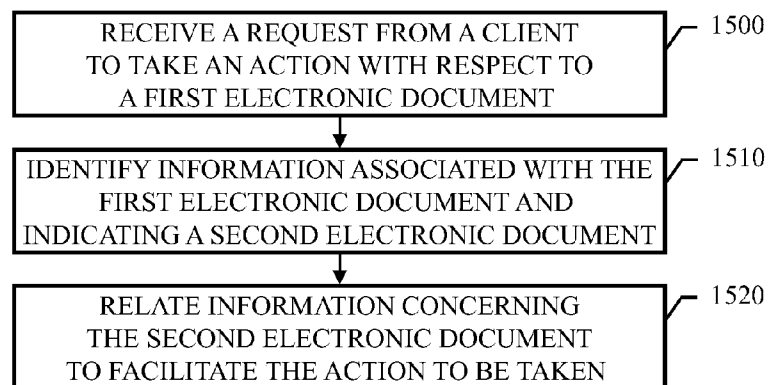 RECEIVE A REQUEST FROM A CLIENT
TO TAKE AN ACTION WITH RESPECT TO
A FIRST ELECTRONIC DOCUMENT
1500
IDENTIFY INFORMATION ASSOCIATED WITH THE
FIRST ELECTRONIC DOCUMENT AND
INDICATING A SECOND ELECTRONIC DOCUMENT
1510
RELATE INFORMATION CONCERNING
THE SECOND ELECTRONIC DOCUMENT
TO FACILITATE THE ACTION TO BE TAKEN
1520